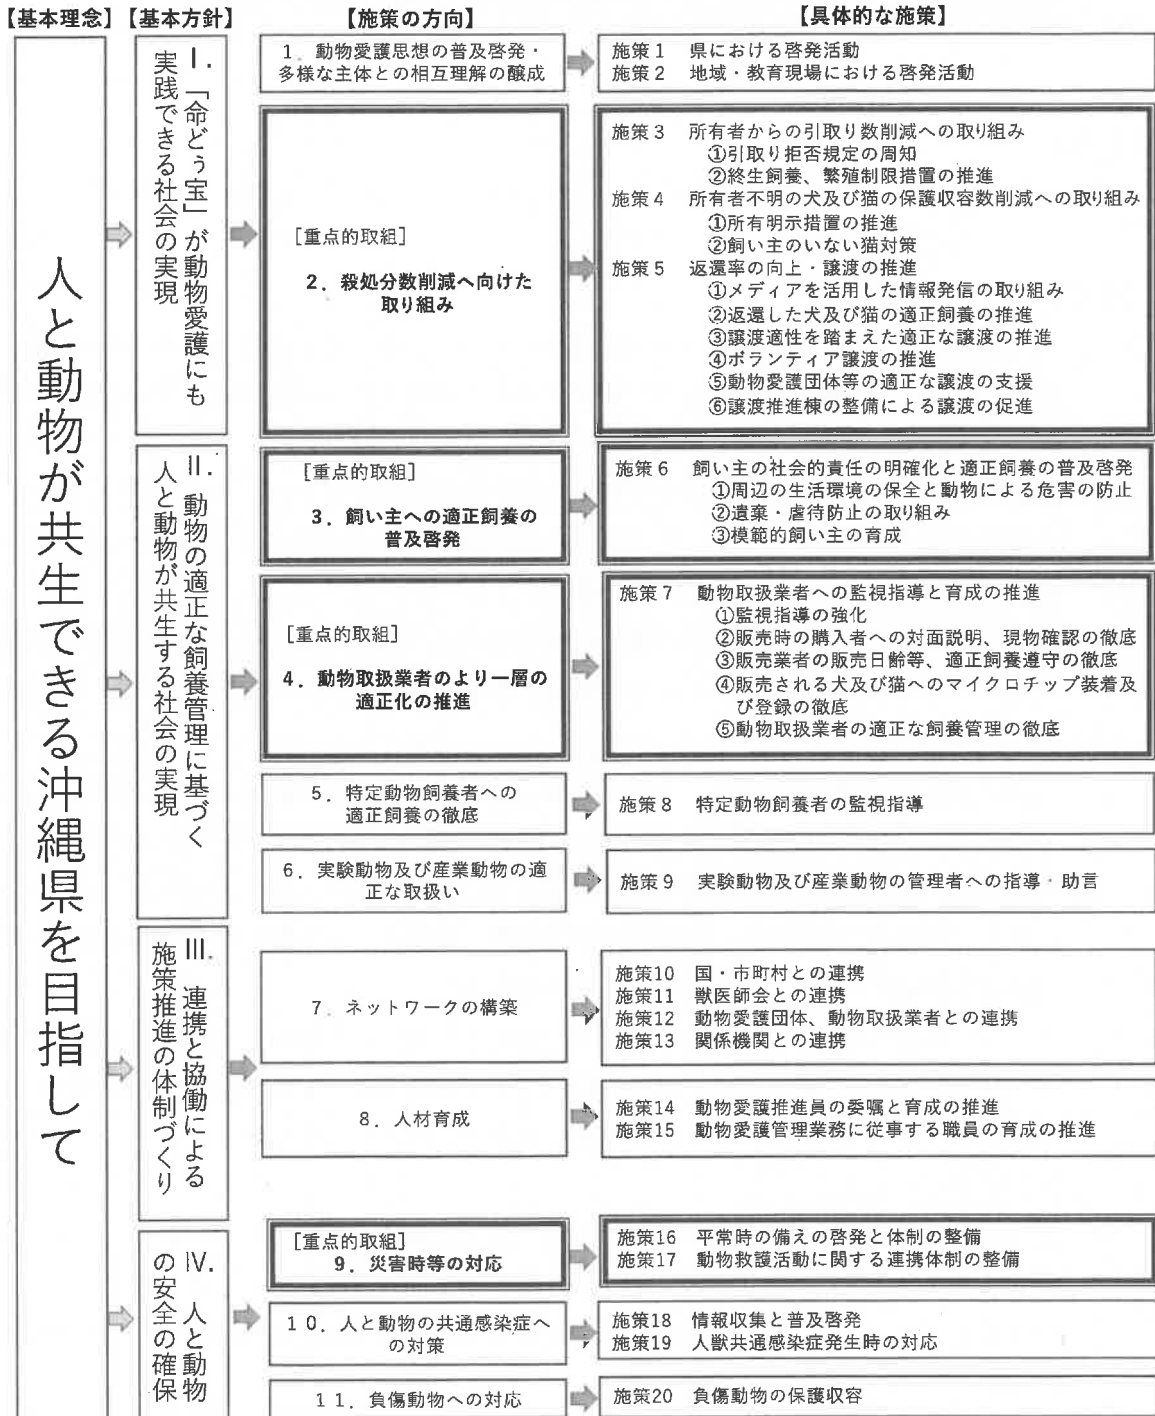 【基本理念】【基本方針】 【施策の方向】 【具体的な施策】
人と動物が共生できる沖縄県を目指して
Ⅰ．「命どぅ宝」が動物愛護にも
実践できる社会の実現
1．動物愛護思想の普及啓発・
多様な主体との相互理解の醸成
施策1 県における啓発活動
施策2 地域・教育現場における啓発活動
[重点的取組]
2．殺処分数削減へ向けた
取り組み
施策3 所有者からの引取り数削減への取り組み
①引取り拒否規定の周知
②終生飼養、繁殖制限措置の推進
施策4 所有者不明の犬及び猫の保護収容数削減への取り組み
①所有明示措置の推進
②飼い主のいない猫対策
施策5 返還率の向上・譲渡の推進
①メディアを活用した情報発信の取り組み
②返還した犬及び猫の適正飼養の推進
③譲渡適性を踏まえた適正な譲渡の推進
④ボランティア譲渡の推進
⑤動物愛護団体等の適正な譲渡の支援
⑥譲渡推進棟の整備による譲渡の促進
Ⅱ．動物の適正な飼養管理に基づく
人と動物が共生する社会の実現
[重点的取組]
3．飼い主への適正飼養の
普及啓発
施策6 飼い主の社会的責任の明確化と適正飼養の普及啓発
①周辺の生活環境の保全と動物による危害の防止
②遺棄・虐待防止の取り組み
③模範的飼い主の育成
[重点的取組]
4．動物取扱業者のより一層の
適正化の推進
施策7 動物取扱業者への監視指導と育成の推進
①監視指導の強化
②販売時の購入者への対面説明、現物確認の徹底
③販売業者の販売日齢等、適正飼養遵守の徹底
④販売される犬及び猫へのマイクロチップ装着及
び登録の徹底
⑤動物取扱業者の適正な飼養管理の徹底
5．特定動物飼養者への
適正飼養の徹底
施策8 特定動物飼養者の監視指導
6．実験動物及び産業動物の適
正な取扱い
施策9 実験動物及び産業動物の管理者への指導・助言
Ⅲ．連携と協働による
施策推進の体制づくり
7．ネットワークの構築
施策10 国・市町村との連携
施策11 獣医師会との連携
施策12 動物愛護団体、動物取扱業者との連携
施策13 関係機関との連携
8．人材育成
施策14 動物愛護推進員の委嘱と育成の推進
施策15 動物愛護管理業務に従事する職員の育成の推進
Ⅳ．人と動物
の安全の確保
[重点的取組]
9．災害時等の対応
施策16 平常時の備えの啓発と体制の整備
施策17 動物救護活動に関する連携体制の整備
10．人と動物の共通感染症へ
の対策
施策18 情報収集と普及啓発
施策19 人獣共通感染症発生時の対応
11．負傷動物への対応
施策20 負傷動物の保護収容